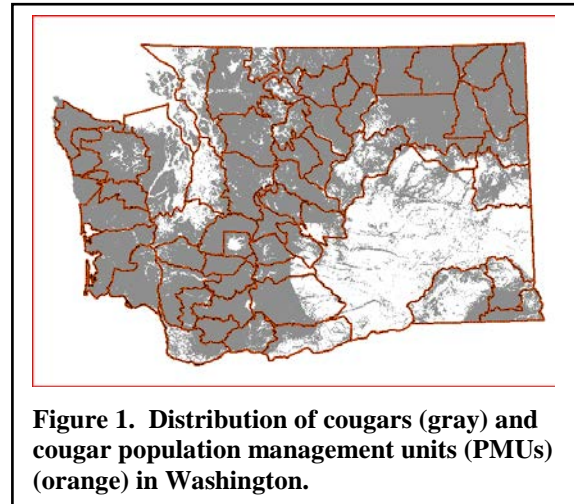 Figure 1. Distribution of cougars (gray) and
cougar population management units (PMUs)
(orange) in Washington.